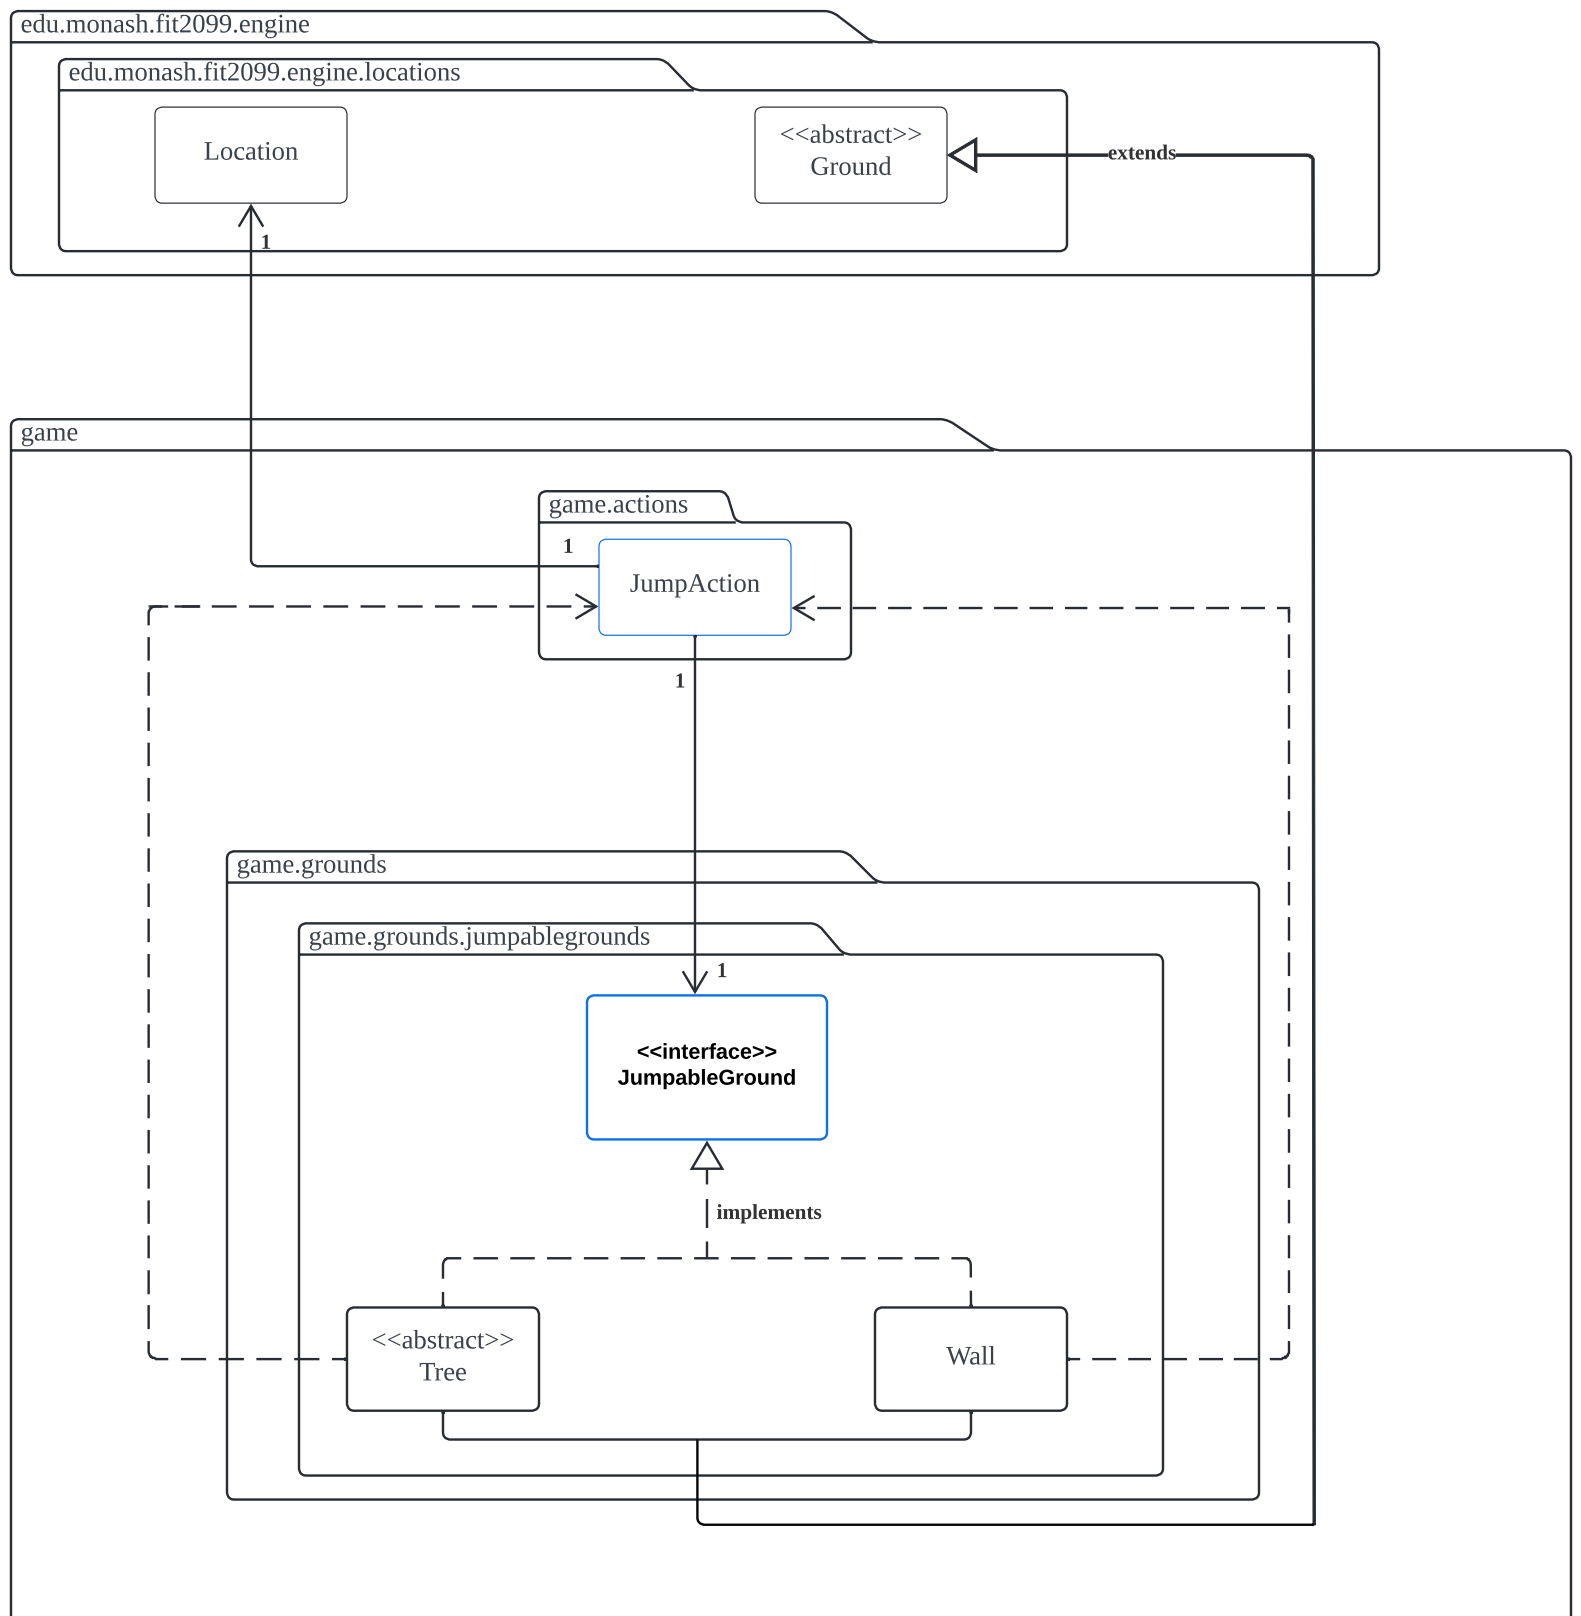 edu.monash.fit2099.engine
edu.monash.fit2099.engine.locations
Location
<<abstract>>
Ground
extends
1
game
game.actions
1
JumpAction
1
game.grounds
game.grounds.jumpablegrounds
1
<<interface>>
JumpableGround
implements
<<abstract>>
Tree
Wall